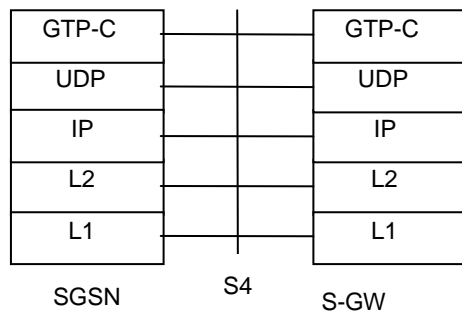 GTP-C GTP-C
UDP UDP
IP IP
L2 L2
L1 L1
SGSN S4 S-GW